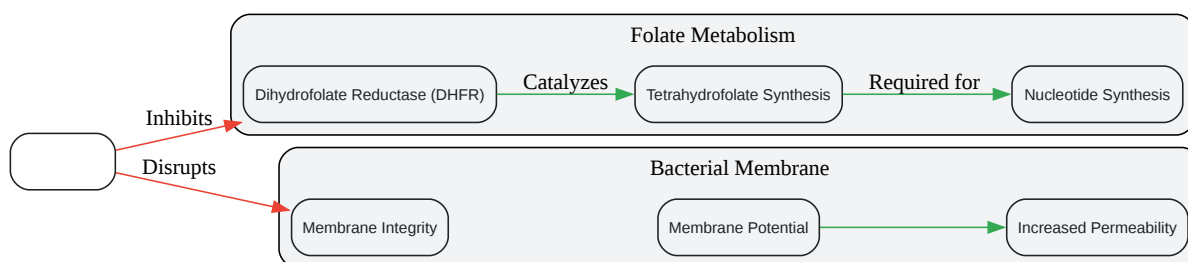 Folate Metabolism
Dihydrofolate Reductase (DHFR)
Catalyzes
Tetrahydrofolate Synthesis
Required for
Nucleotide Synthesis
Inhibits
Disrupts
Bacterial Membrane
Membrane Integrity
Membrane Potential
Increased Permeability